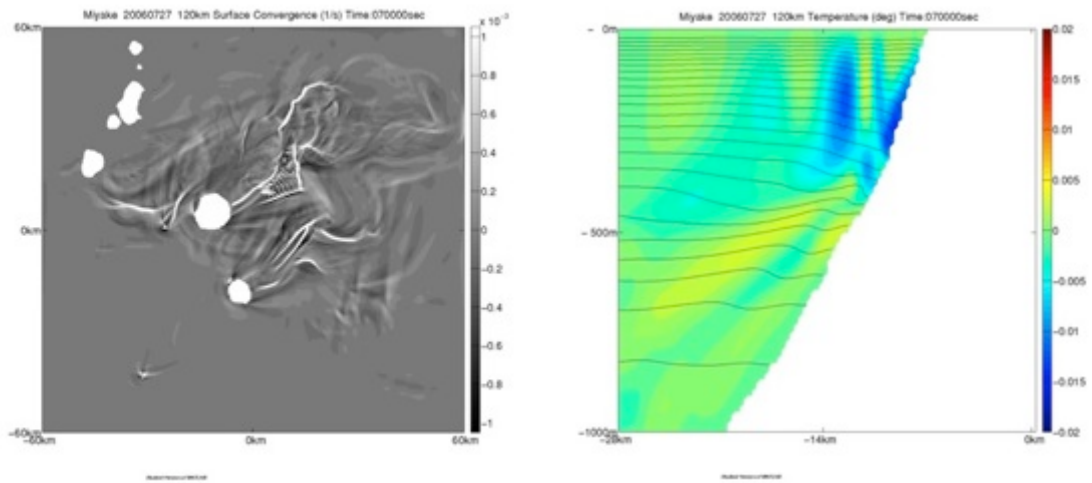 Miyake 20060727 120km Surface Convergence (1/s) Time:070000sec
x 10⁻³
60km
0km
-60km
-60km
0km
60km
1
0.8
0.6
0.4
0.2
0
-0.2
-0.4
-0.6
-0.8
-1
Miyake 20060727 120km Temperature (deg) Time:070000sec
- 0m
- 500m
-1000m
-28km
-14km
0km
0.02
0.015
0.01
0.005
0
-0.005
-0.01
-0.015
-0.02